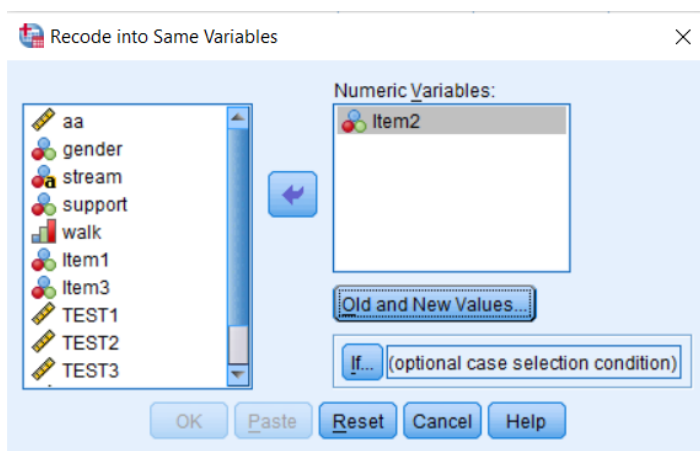 Recode into Same Variables
Numeric Variables:
aa
gender
stream
support
walk
Item1
Item3
TEST1
TEST2
TEST3
Item2
Old and New Values...
If... (optional case selection condition)
OK Paste Reset Cancel Help